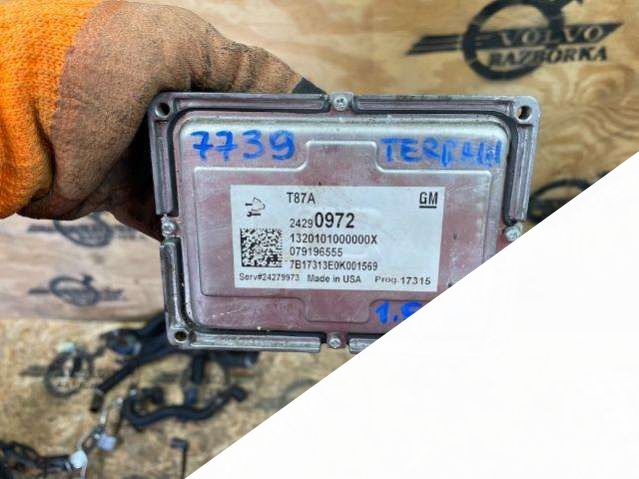 VOLVO
RAZBORKA
7739 TERRAIN
T87A GM
24290972
1320101000000X
079196555
7B17313E0K001569
Serv#24279973 Made in USA Prog 17315